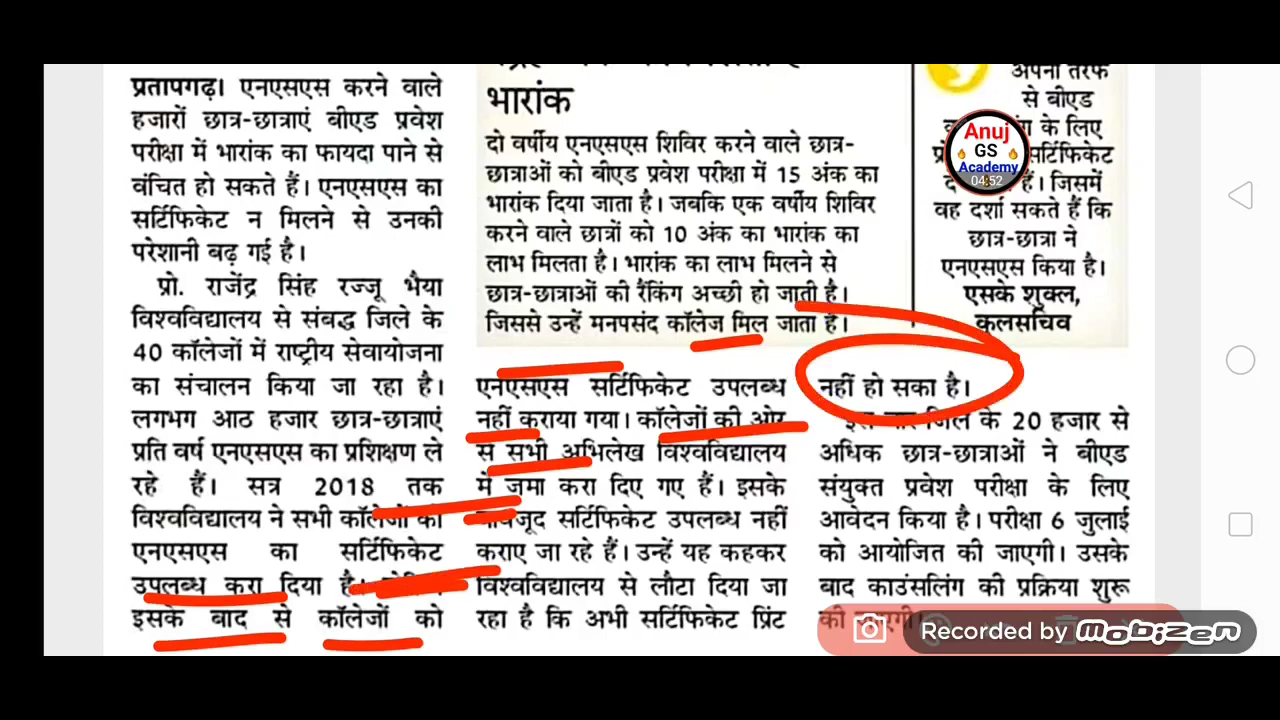 प्रतापगढ़। एनएसएस करने वाले
हजारों छात्र-छात्राएं बीएड प्रवेश
परीक्षा में भारांक का फायदा पाने से
वंचित हो सकते हैं। एनएसएस का
सर्टिफिकेट न मिलने से उनकी
परेशानी बढ़ गई है।
प्रो. राजेंद्र सिंह रज्जू भैया
विश्वविद्यालय से संबद्ध जिले के
40 कॉलेजों में राष्ट्रीय सेवायोजना
का संचालन किया जा रहा है।
लगभग आठ हजार छात्र-छात्राएं
प्रति वर्ष एनएसएस का प्रशिक्षण ले
रहे हैं। सत्र 2018 तक
विश्वविद्यालय ने सभी कॉलेजों को
एनएसएस का सर्टिफिकेट
उपलब्ध करा दिया है।
इसके बाद से कॉलेजों को
भारांक
दो वर्षीय एनएसएस शिविर करने वाले छात्र-
छात्राओं को बीएड प्रवेश परीक्षा में 15 अंक का
भारांक दिया जाता है। जबकि एक वर्षीय शिविर
करने वाले छात्रों को 10 अंक का भारांक का
लाभ मिलता है। भारांक का लाभ मिलने से
छात्र-छात्राओं की रैंकिंग अच्छी हो जाती है।
जिससे उन्हें मनपसंद कॉलेज मिल जाता है।
एनएसएस सर्टिफिकेट उपलब्ध
नहीं कराया गया। कॉलेजों की ओर
से सभी अभिलेख विश्वविद्यालय
में जमा करा दिए गए हैं। इसके
बावजूद सर्टिफिकेट उपलब्ध नहीं
कराए जा रहे हैं। उन्हें यह कहकर
विश्वविद्यालय से लौटा दिया जा
रहा है कि अभी सर्टिफिकेट प्रिंट
अपनी तरफ
से बीएड
के लिए
सर्टिफिकेट
हैं। जिसमें
वह दर्शा सकते हैं कि
छात्र-छात्रा ने
एनएसएस किया है।
एसके शुक्ल,
कुलसचिव
नहीं हो सका है।
इस बार जिले के 20 हजार से
अधिक छात्र-छात्राओं ने बीएड
संयुक्त प्रवेश परीक्षा के लिए
आवेदन किया है। परीक्षा 6 जुलाई
को आयोजित की जाएगी। उसके
बाद काउंसलिंग की प्रक्रिया शुरू
की जाएगी।
Anuj
GS
Academy
04:52
Recorded by Mobizen